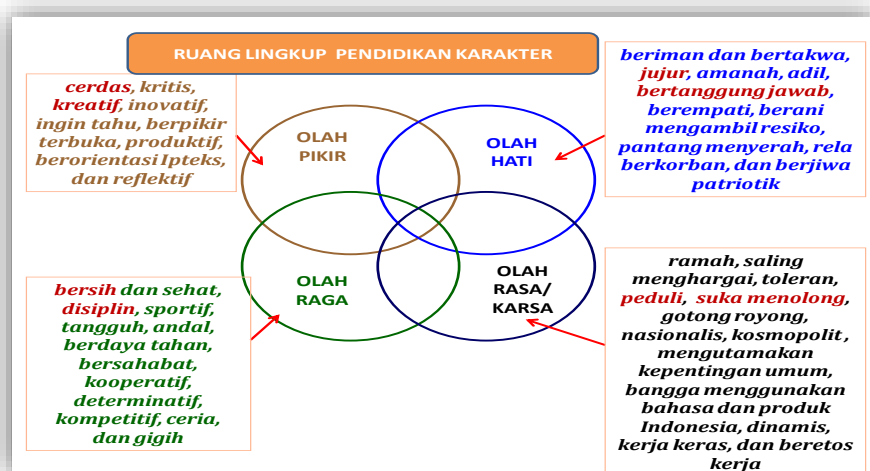 RUANG LINGKUP PENDIDIKAN KARAKTER
cerdas, kritis,
kreatif, inovatif,
ingin tahu, berpikir
terbuka, produktif,
berorientasi Ipteks,
dan reflektif
OLAH
PIKIR
OLAH
HATI
beriman dan bertakwa,
jujur, amanah, adil,
bertanggung jawab,
berempati, berani
mengambil resiko,
pantang menyerah, rela
berkorban, dan berjiwa
patriotik
bersih dan sehat,
disiplin, sportif,
tangguh, andal,
berdaya tahan,
bersahabat,
kooperatif,
determinatif,
kompetitif, ceria,
dan gigih
OLAH
RAGA
OLAH
RASA/
KARSA
ramah, saling
menghargai, toleran,
peduli, suka menolong,
gotong royong,
nasionalis, kosmopolit ,
mengutamakan
kepentingan umum,
bangga menggunakan
bahasa dan produk
Indonesia, dinamis,
kerja keras, dan beretos
kerja